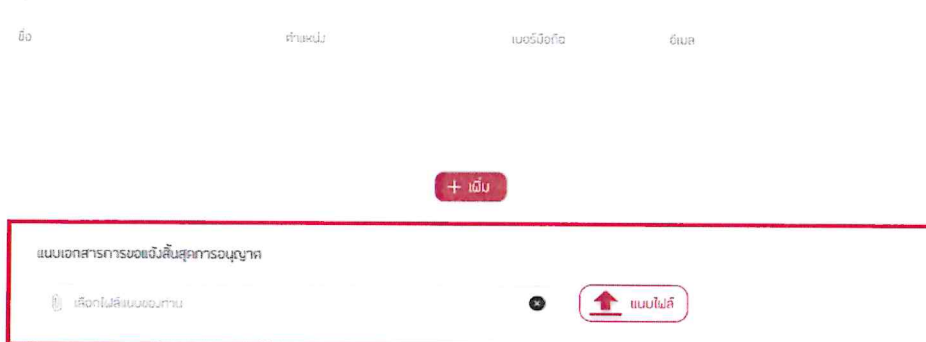 ชื่อ ตำแหน่ง เบอร์มือถือ อีเมล
+ เพิ่ม
แนบเอกสารการขอแจ้งสิ้นสุดการอนุญาต
เลือกไฟล์แนบของท่าน แนบไฟล์